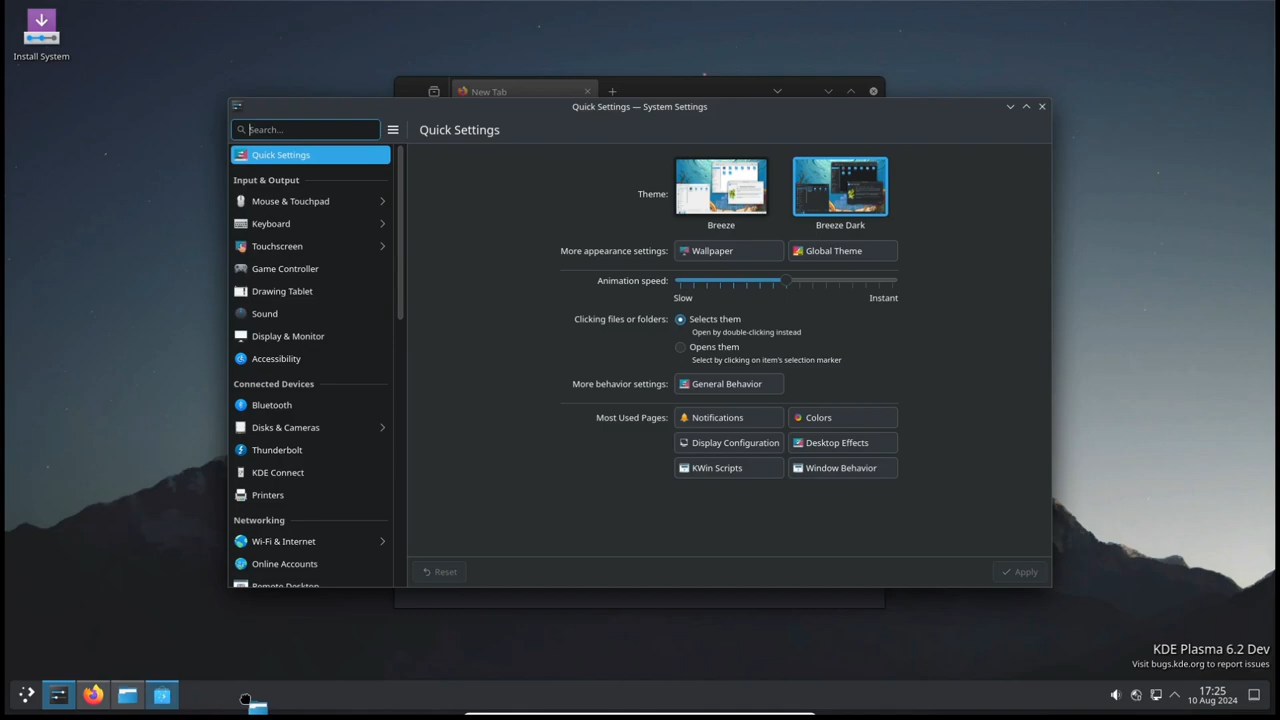 Install System
New Tab
Quick Settings — System Settings
Search...
Quick Settings
Quick Settings
Input & Output
Mouse & Touchpad
Keyboard
Touchscreen
Game Controller
Drawing Tablet
Sound
Display & Monitor
Accessibility
Connected Devices
Bluetooth
Disks & Cameras
Thunderbolt
KDE Connect
Printers
Networking
Wi-Fi & Internet
Online Accounts
Remote Desktop
Theme:
Breeze
Breeze Dark
More appearance settings:
Wallpaper
Global Theme
Animation speed:
Slow
Instant
Clicking files or folders:
Selects them
Open by double-clicking instead
Opens them
Select by clicking on item's selection marker
More behavior settings:
General Behavior
Most Used Pages:
Notifications
Colors
Display Configuration
Desktop Effects
KWin Scripts
Window Behavior
Reset
Apply
KDE Plasma 6.2 Dev
Visit bugs.kde.org to report issues
17:25
10 Aug 2024